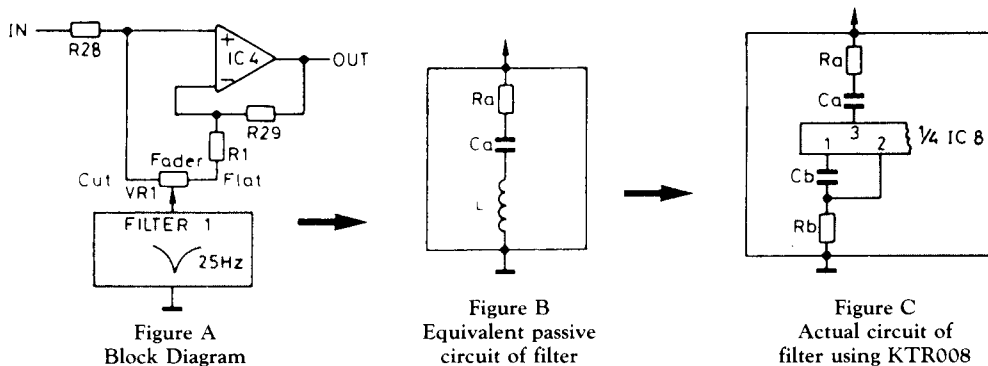 IN
R28
+
IC 4
−
OUT
R29
R1
Fader
Cut
VR1
Flat
FILTER 1
25Hz
Figure A
Block Diagram
Ra
Ca
L
Figure B
Equivalent passive
circuit of filter
Ra
Ca
3
1
2
¼ IC 8
Cb
Rb
Figure C
Actual circuit of
filter using KTR008